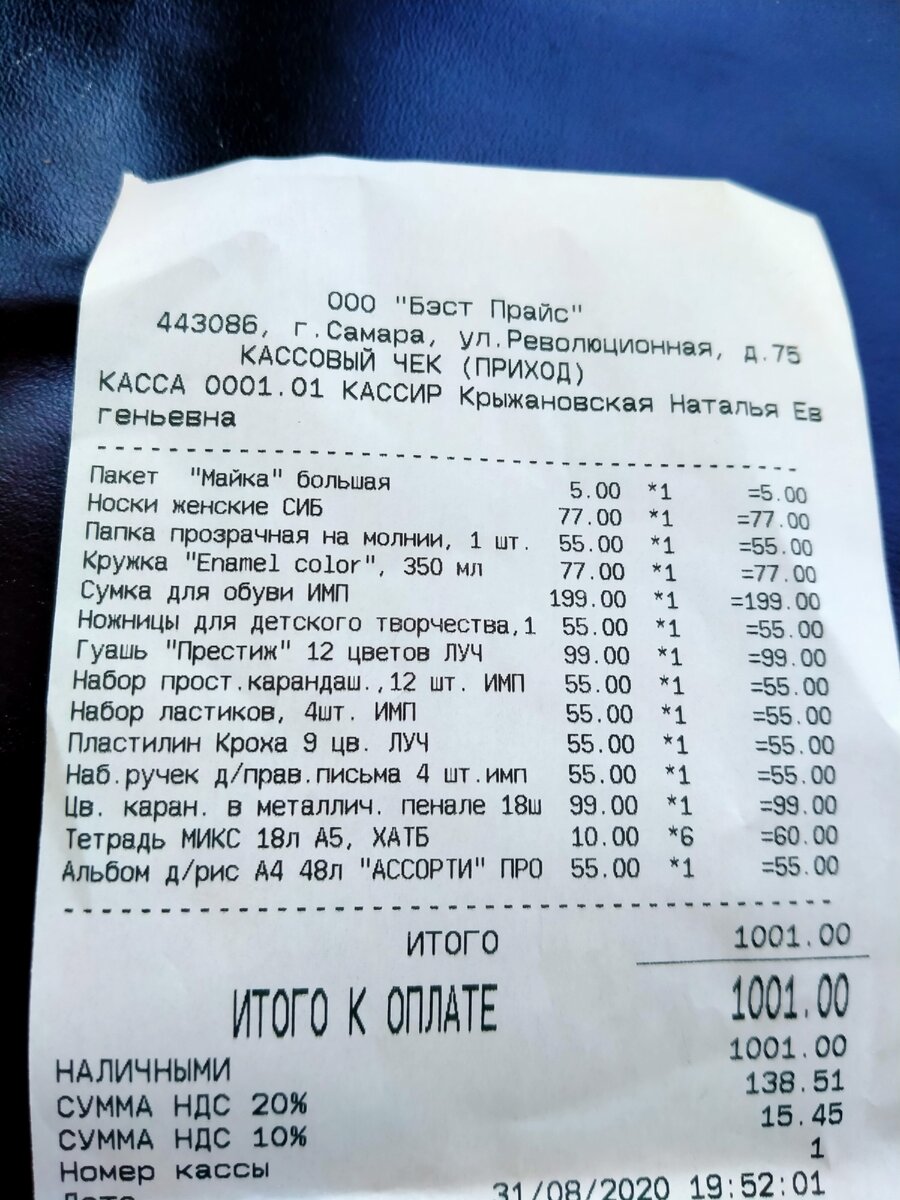 ООО "Бэст Прайс"
443086, г.Самара, ул.Революционная, д.75
КАССОВЫЙ ЧЕК (ПРИХОД)
КАССА 0001.01 КАССИР Крыжановская Наталья Ев
геньевна
Пакет "Майка" большая 5.00 *1 =5.00
Носки женские СИБ 77.00 *1 =77.00
Папка прозрачная на молнии, 1 шт. 55.00 *1 =55.00
Кружка "Enamel color", 350 мл 77.00 *1 =77.00
Сумка для обуви ИМП 199.00 *1 =199.00
Ножницы для детского творчества,1 55.00 *1 =55.00
Гуашь "Престиж" 12 цветов ЛУЧ 99.00 *1 =99.00
Набор прост.карандаш.,12 шт. ИМП 55.00 *1 =55.00
Набор ластиков, 4шт. ИМП 55.00 *1 =55.00
Пластилин Кроха 9 цв. ЛУЧ 55.00 *1 =55.00
Наб.ручек д/прав.письма 4 шт.имп 55.00 *1 =55.00
Цв. каран. в металлич. пенале 18ш 99.00 *1 =99.00
Тетрадь МИКС 18л А5, ХАТБ 10.00 *6 =60.00
Альбом д/рис А4 48л "АССОРТИ" ПРО 55.00 *1 =55.00
ИТОГО 1001.00
ИТОГО К ОПЛАТЕ 1001.00
НАЛИЧНЫМИ 1001.00
СУММА НДС 20% 138.51
СУММА НДС 10% 15.45
Номер кассы 1
31/08/2020 19:52:01